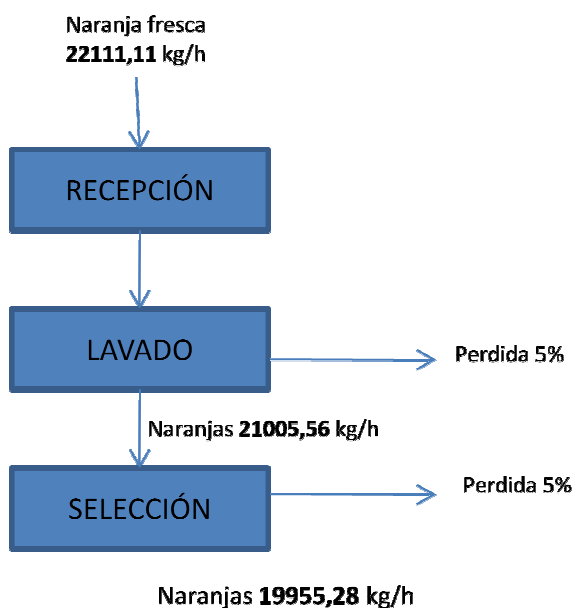 Naranja fresca
22111,11 kg/h
RECEPCIÓN
LAVADO
Perdida 5%
Naranjas 21005,56 kg/h
SELECCIÓN
Perdida 5%
Naranjas 19955,28 kg/h